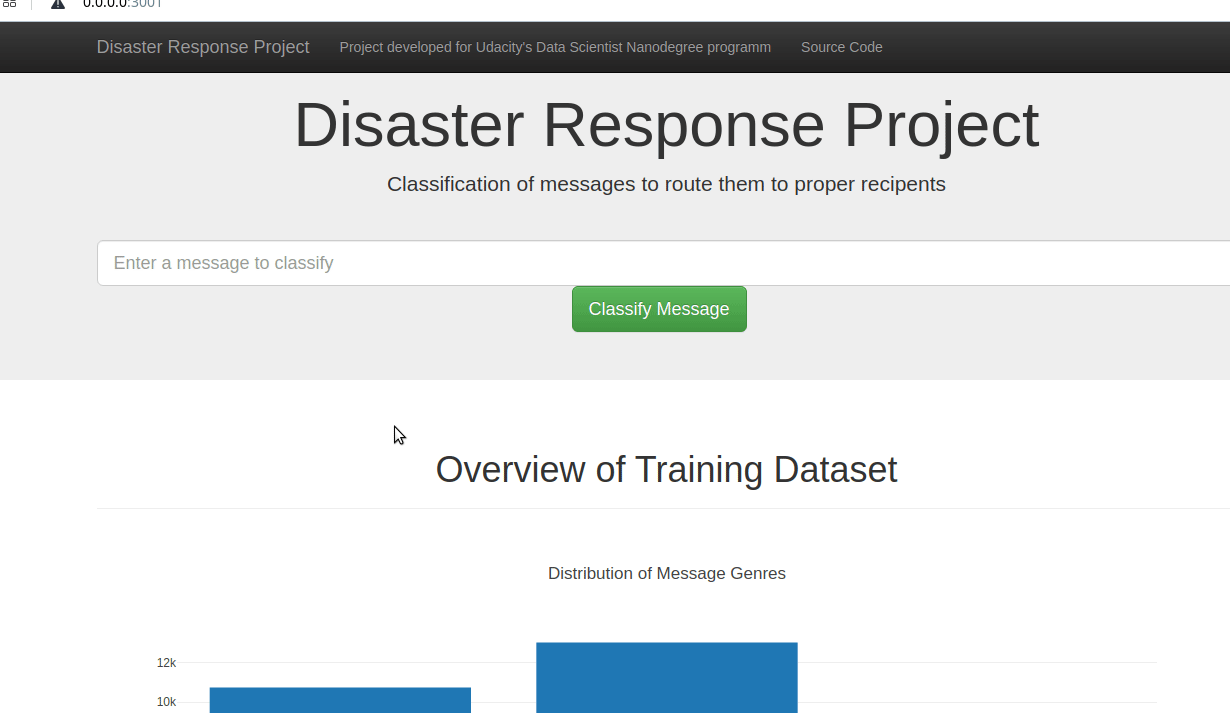 0.0.0.0:3001
Disaster Response Project Project developed for Udacity's Data Scientist Nanodegree programm Source Code
Disaster Response Project
Classification of messages to route them to proper recipents
Enter a message to classify
Classify Message
Overview of Training Dataset
Distribution of Message Genres
12k
10k